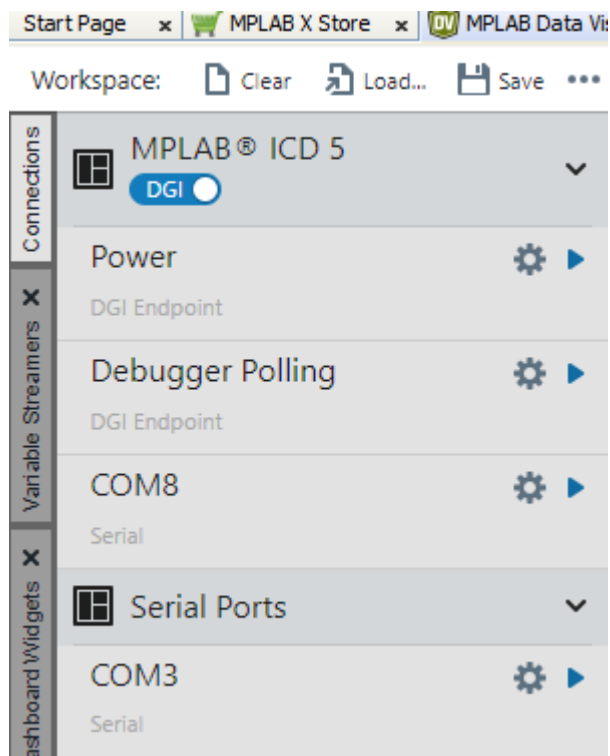 Start Page x MPLAB X Store x DV MPLAB Data Vis
Workspace: Clear Load... Save •••
Connections
Variable Streamers x
ashboard Widgets x
MPLAB® ICD 5
DGI
Power
DGI Endpoint
Debugger Polling
DGI Endpoint
COM8
Serial
Serial Ports
COM3
Serial